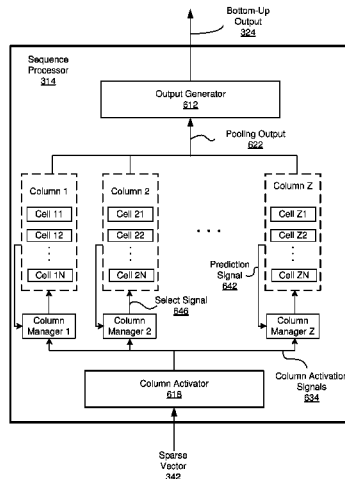 Bottom-Up
Output
324
Sequence
Processor
314
Output Generator
612
Pooling Output
622
Column 1
Cell 11
Cell 12
Cell 1N
Column 2
Cell 21
Cell 22
Cell 2N
. . .
Column Z
Cell Z1
Cell Z2
Cell ZN
Prediction
Signal
642
Select Signal
646
Column
Manager 1
Column
Manager 2
Column
Manager Z
Column Activation
Signals
634
Column Activator
618
Sparse
Vector
342